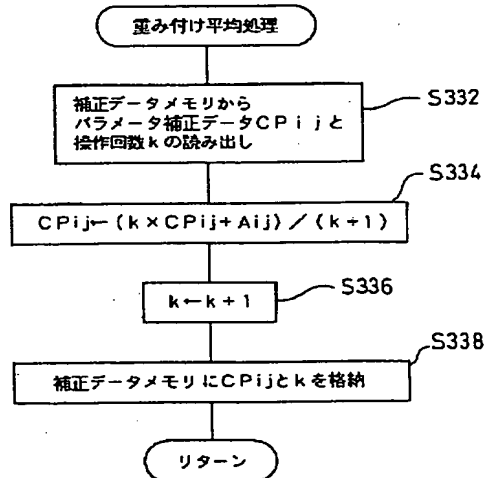 重み付け平均処理
補正データメモリから
パラメータ補正データCPijと
操作回数kの読み出し
S332
S334
CPij←(k×CPij+Aij)/(k+1)
k←k+1
S336
S338
補正データメモリにCPijとkを格納
リターン